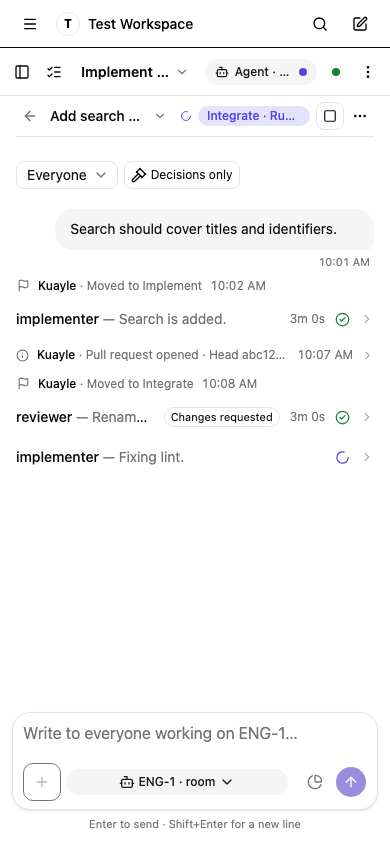 T Test Workspace
Implement ... Agent · ...
Add search ... Integrate · Ru...
Everyone Decisions only
Search should cover titles and identifiers.
10:01 AM
Kuayle · Moved to Implement 10:02 AM
implementer — Search is added. 3m 0s
Kuayle · Pull request opened · Head abc12... 10:07 AM
Kuayle · Moved to Integrate 10:08 AM
reviewer — Renam... Changes requested 3m 0s
implementer — Fixing lint.
Write to everyone working on ENG-1...
ENG-1 · room
Enter to send · Shift+Enter for a new line